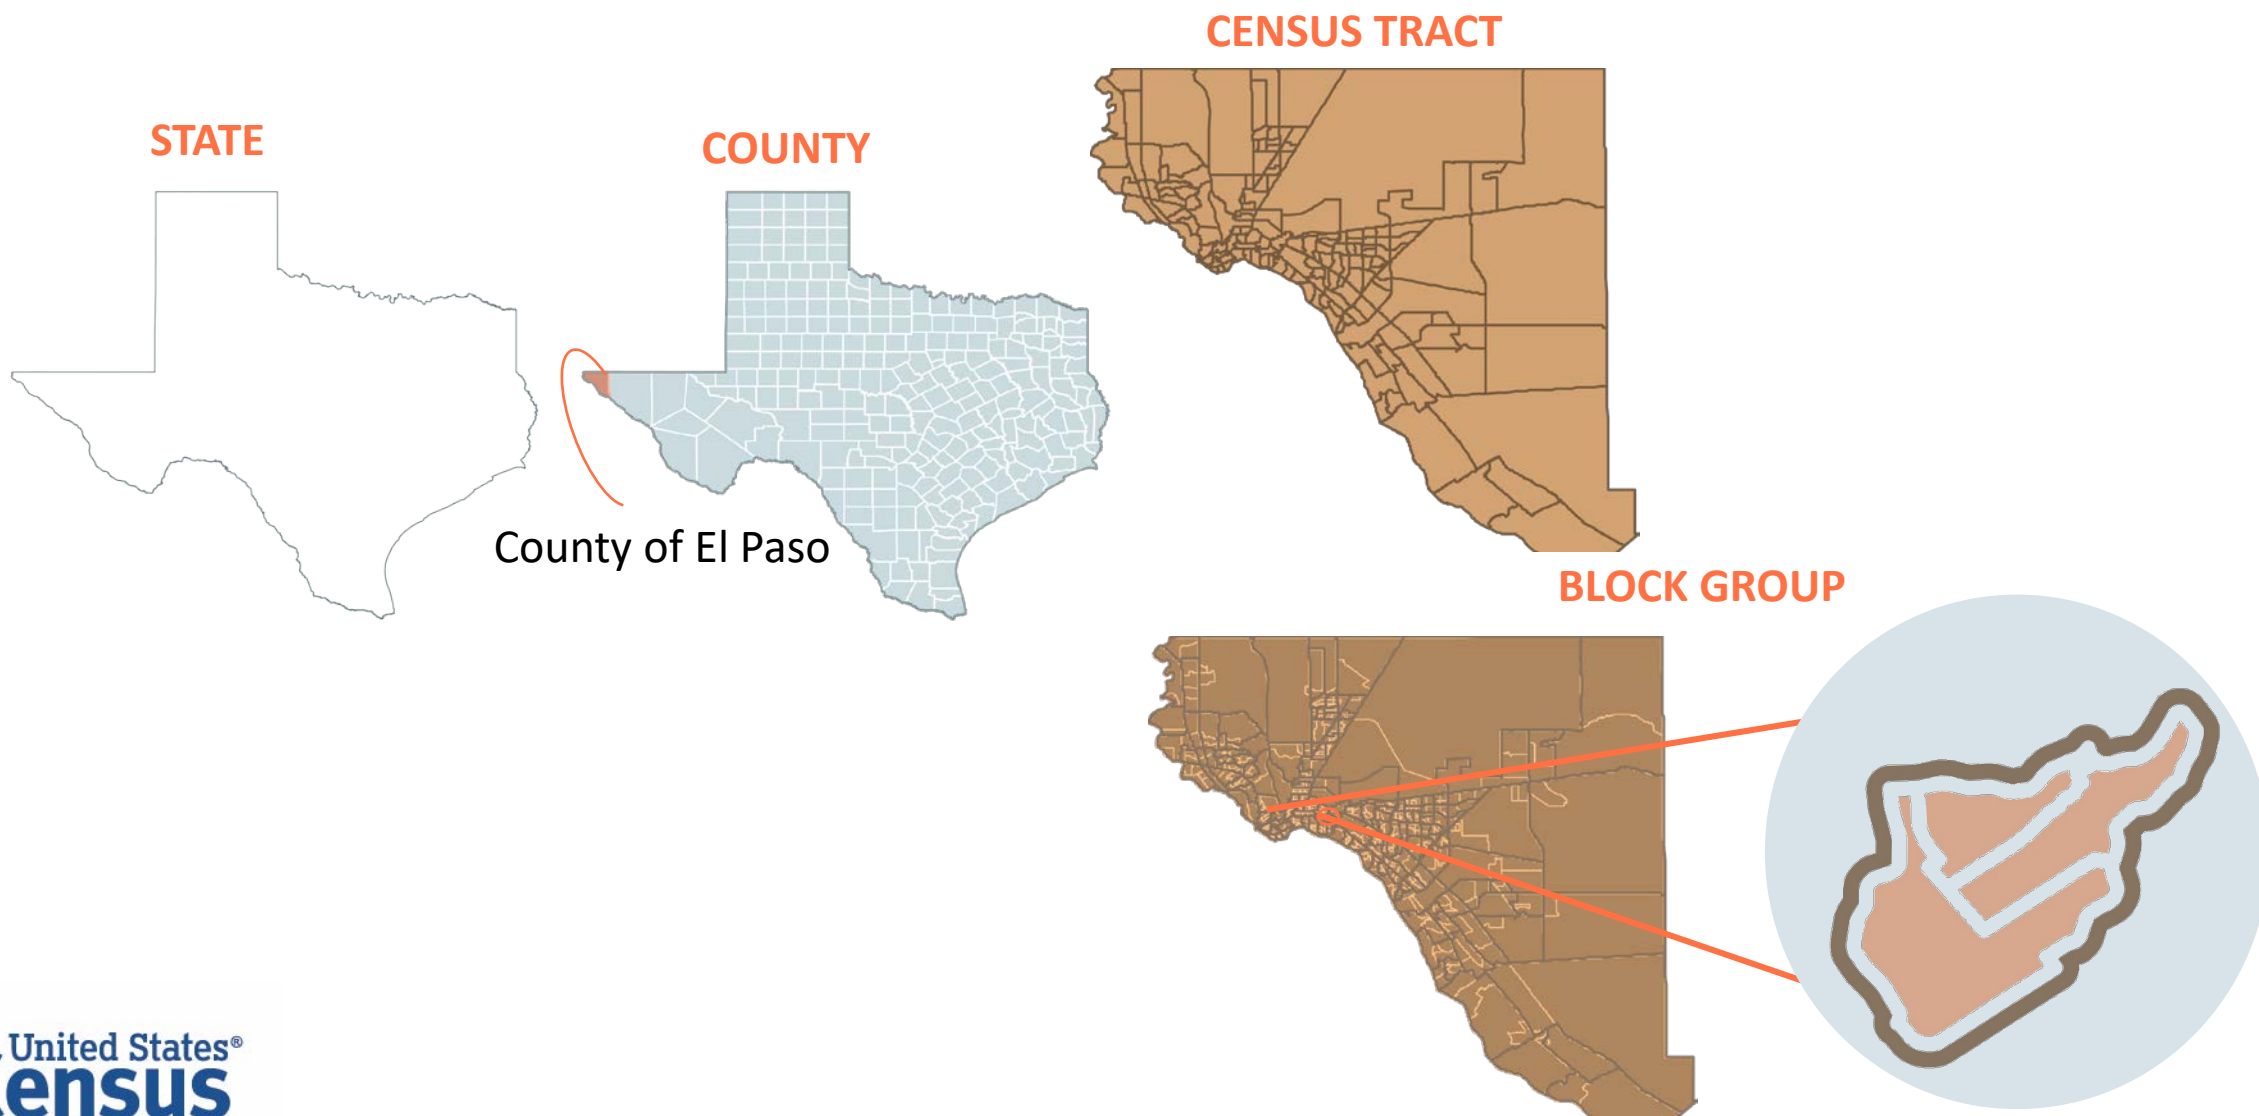 CENSUS TRACT
STATE
COUNTY
County of El Paso
BLOCK GROUP
United States®
ensus